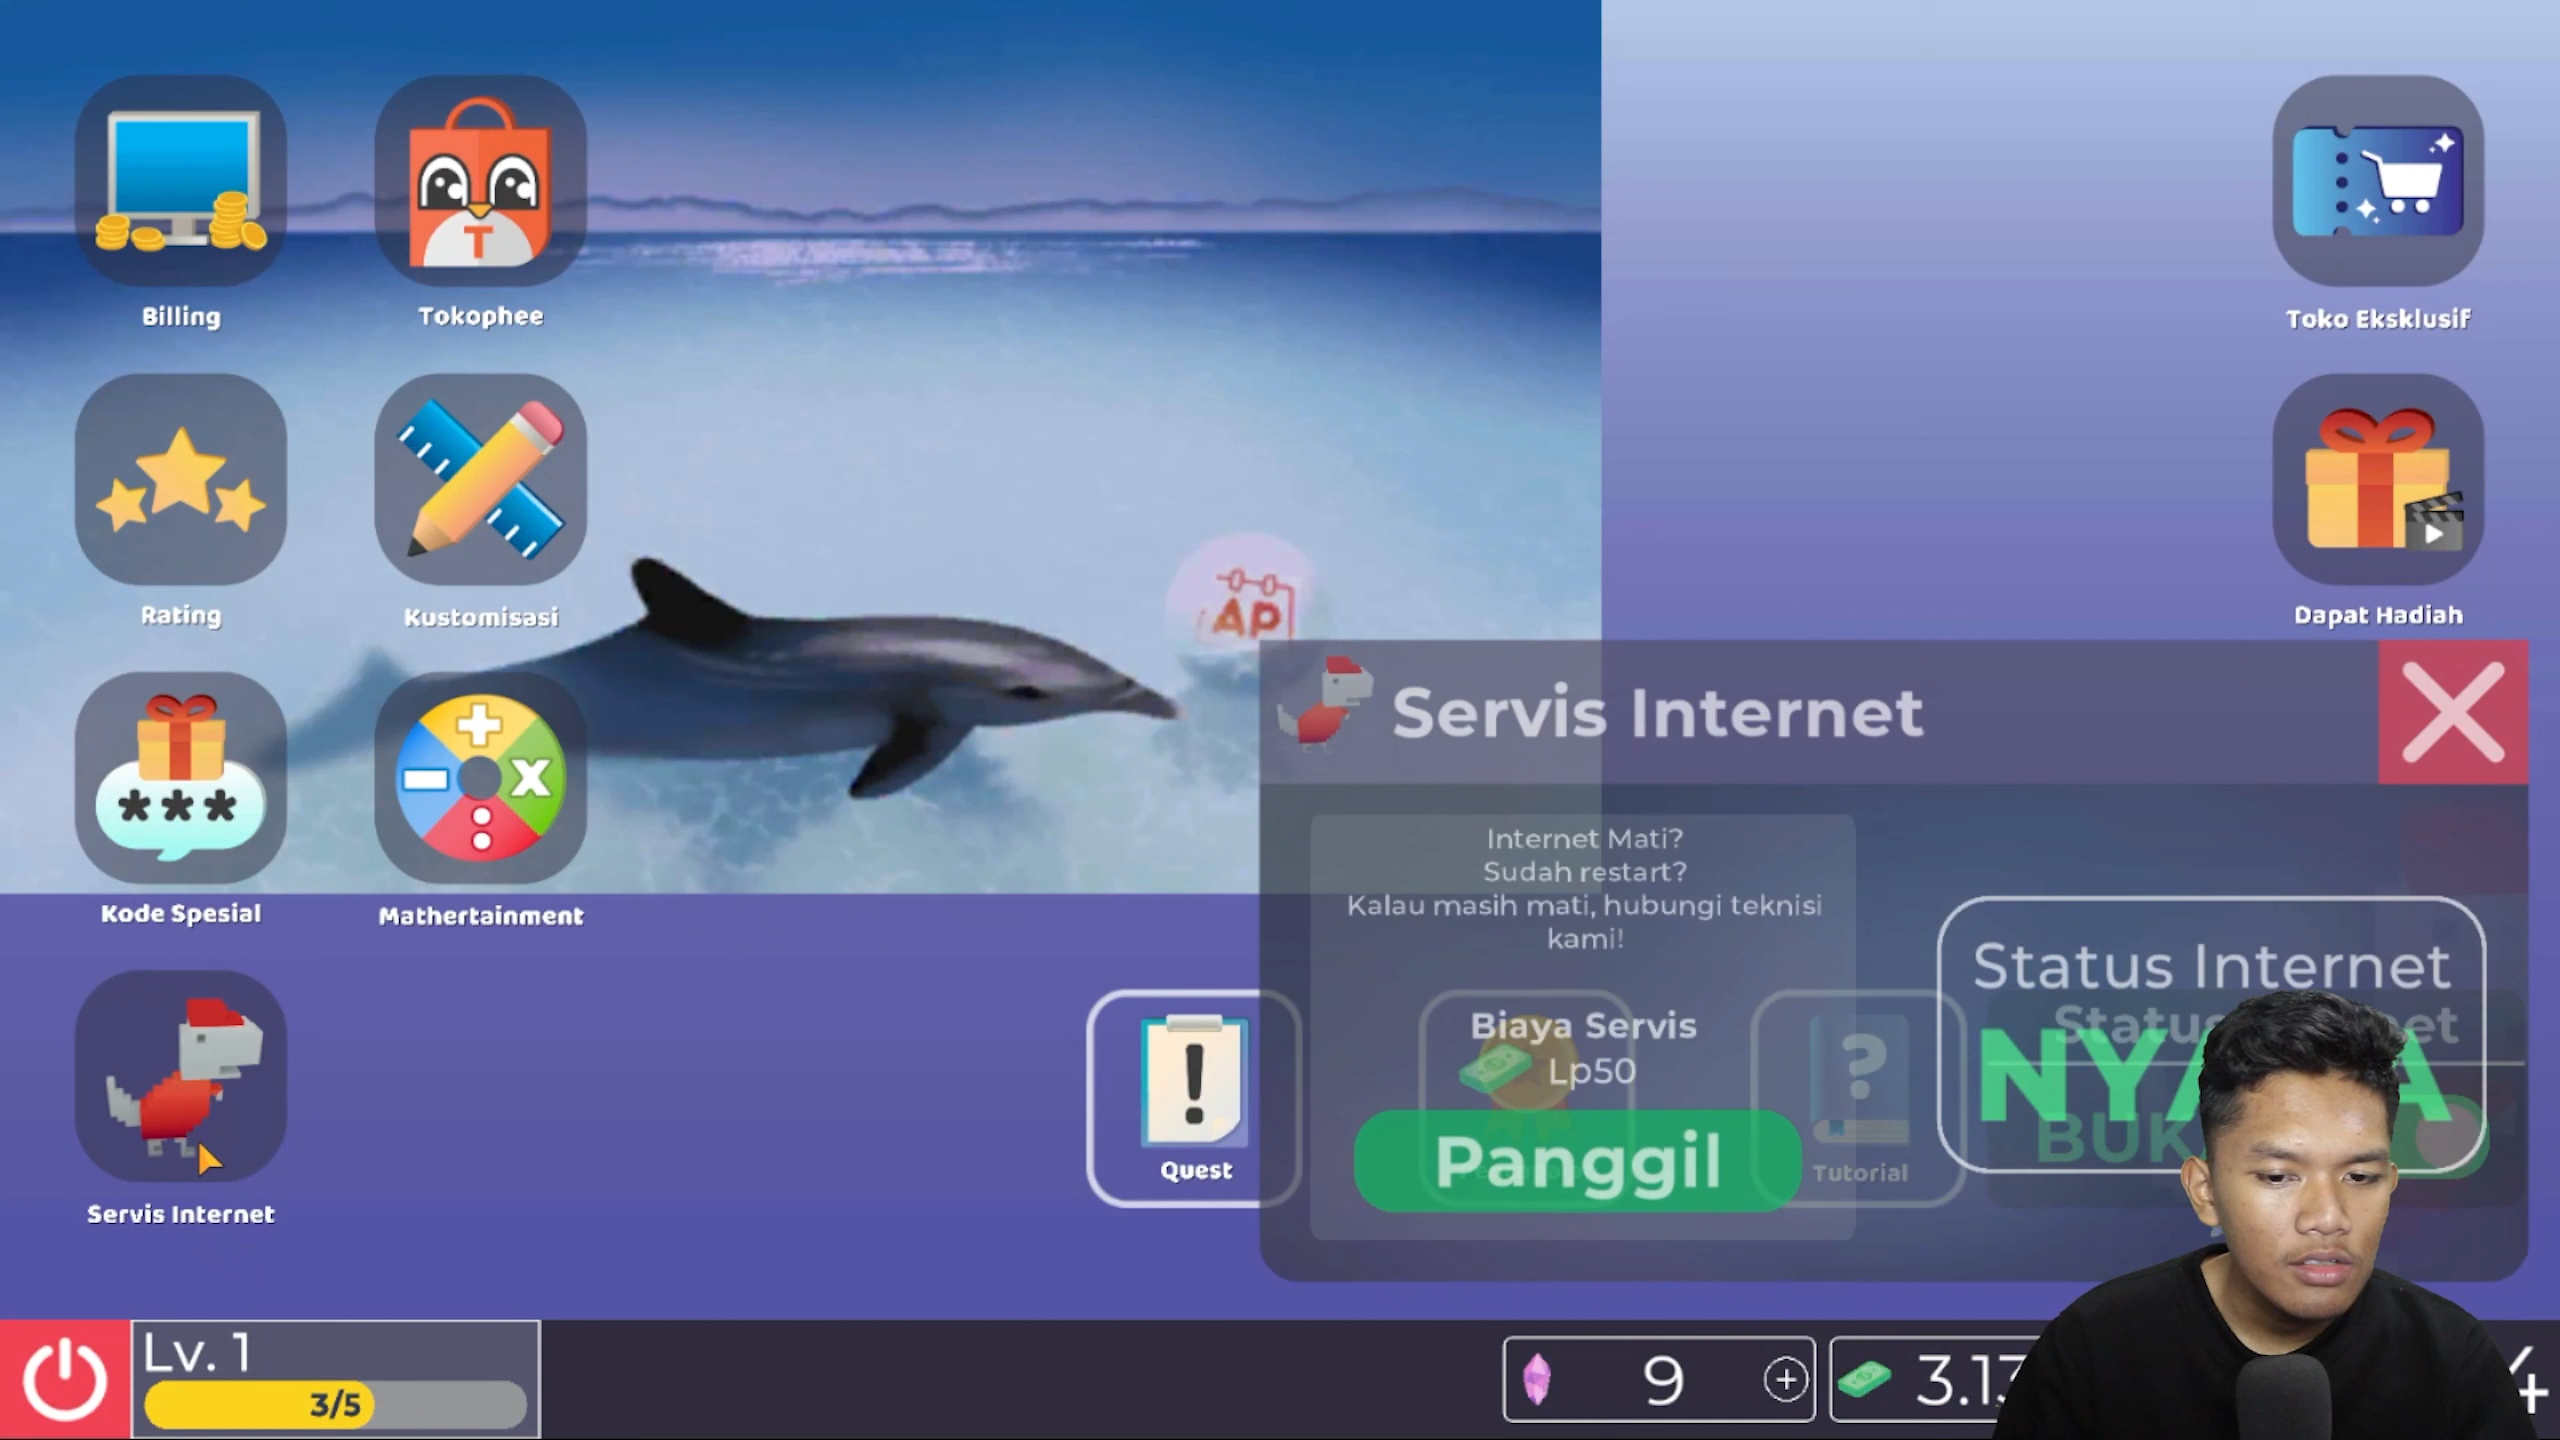 Billing
Tokophee
Toko Eksklusif
Rating
Kustomisasi
Dapat Hadiah
AP
Kode Spesial
Mathertainment
Servis Internet
Servis Internet
Internet Mati?
Sudah restart?
Kalau masih mati, hubungi teknisi
kami!
Biaya Servis
Lp50
Panggil
Status Internet
Quest
Tutorial
Lv. 1
3/5
9